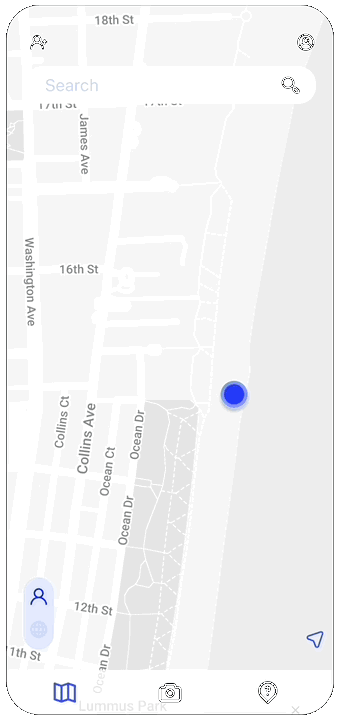 18th St
Search
17th St
17th St
James Ave
Washington Ave
16th St
Collins Ct
Collins Ave
Ocean Ct
Ocean Dr
Ocean Dr
12th St
11th St
Ocean Dr
Lummus Park